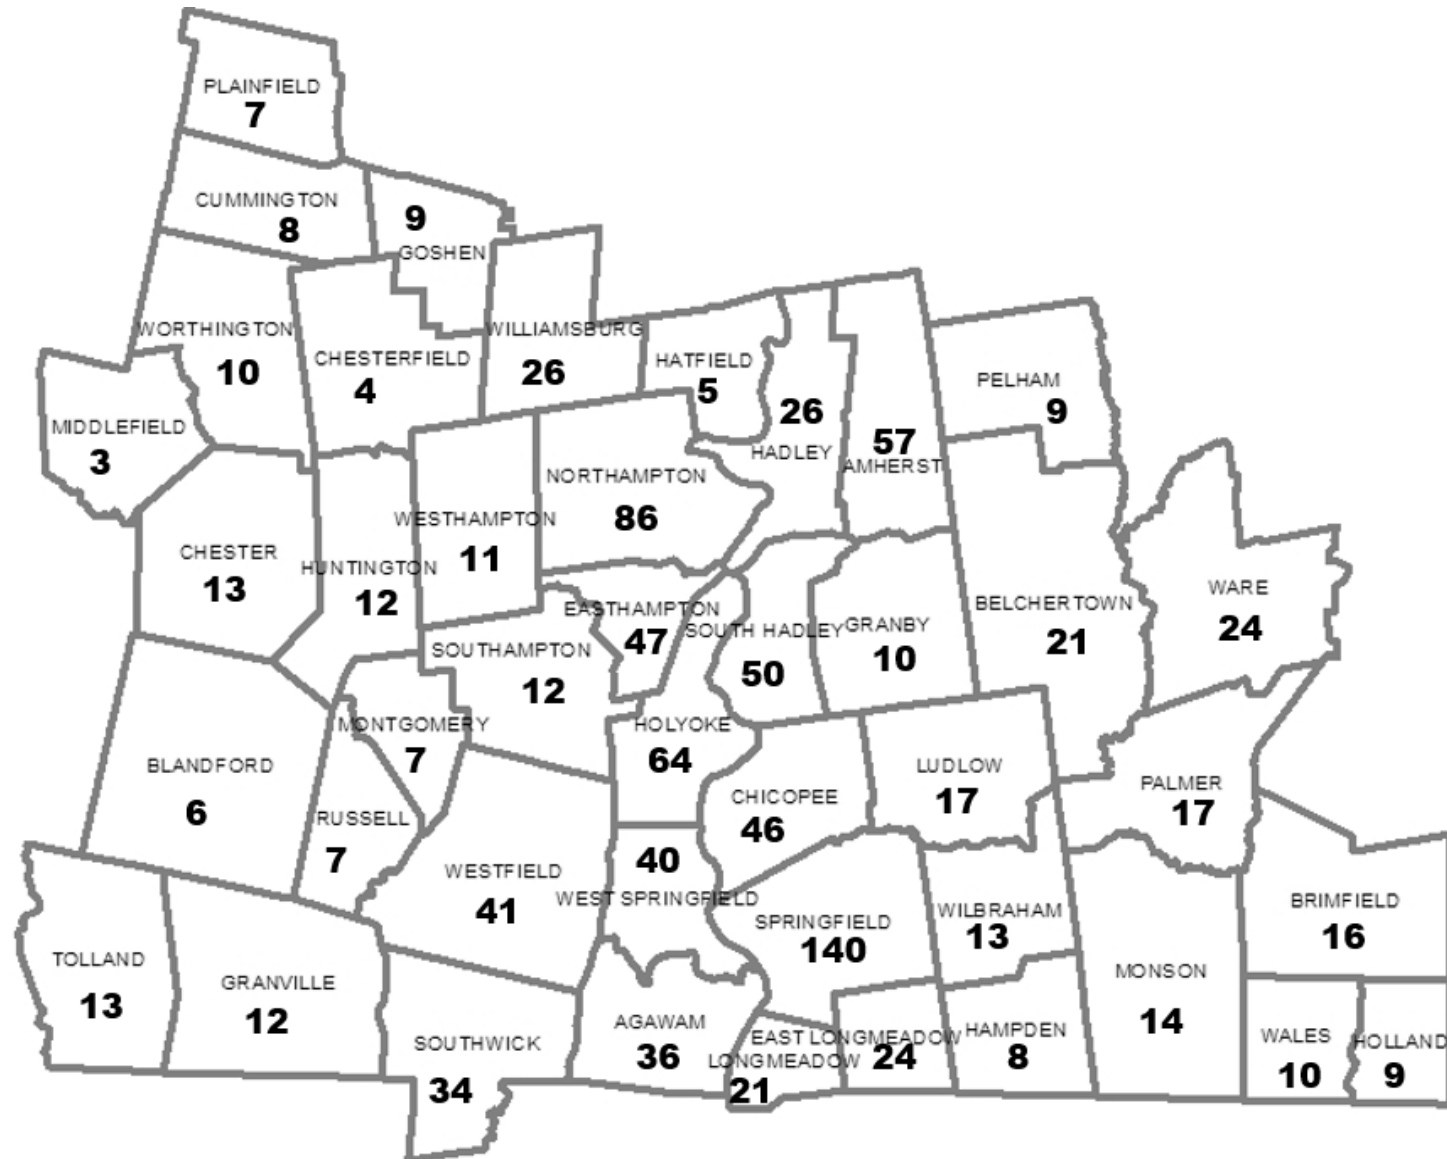 PLAINFIELD
7
CUMMINGTON
8
9
GOSHEN
WORTHINGTON
10
CHESTERFIELD
4
WILLIAMSBURG
26
HATFIELD
5
26
HADLEY
57
AMHERST
PELHAM
9
MIDDLEFIELD
3
NORTHAMPTON
86
WESTHAMPTON
11
CHESTER
13
HUNTINGTON
12
EASTHAMPTON
47
SOUTH HADLEY
50
GRANBY
10
BELCHERTOWN
21
WARE
24
SOUTHAMPTON
12
MONTGOMERY
7
HOLYOKE
64
BLANDFORD
6
RUSSELL
7
CHICOPEE
46
LUDLOW
17
PALMER
17
WESTFIELD
41
40
WEST SPRINGFIELD
SPRINGFIELD
140
WILBRAHAM
13
BRIMFIELD
16
TOLLAND
13
GRANVILLE
12
MONSON
14
SOUTHWICK
34
AGAWAM
36
EAST LONGMEADOW
24
LONGMEADOW
21
HAMPDEN
8
WALES
10
HOLLAND
9